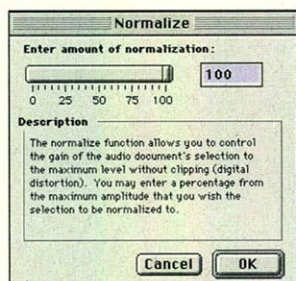 Normalize
Enter amount of normalization:
100
0 25 50 75 100
Description
The normalize function allows you to control
the gain of the audio document's selection to
the maximum level without clipping (digital
distortion). You may enter a percentage from
the maximum amplitude that you wish the
selection to be normalized to.
Cancel OK